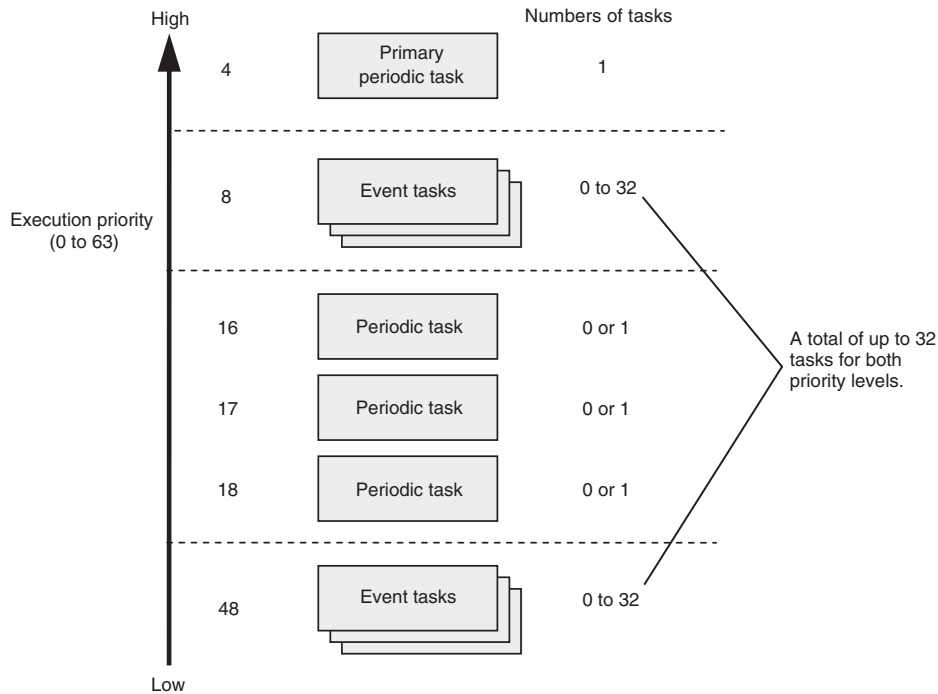 High
Numbers of tasks
4
Primary
periodic task
1
8
Event tasks
0 to 32
Execution priority
(0 to 63)
16
Periodic task
0 or 1
A total of up to 32
tasks for both
priority levels.
17
Periodic task
0 or 1
18
Periodic task
0 or 1
48
Event tasks
0 to 32
Low